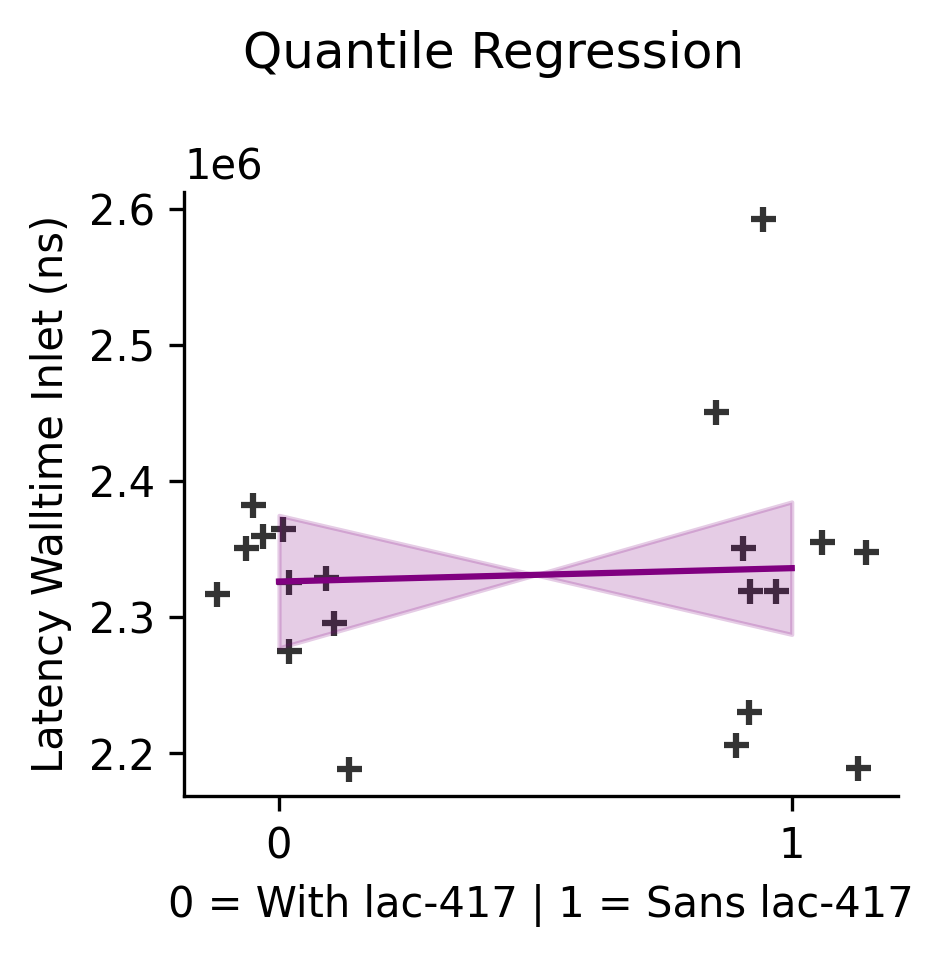 Quantile Regression
1e6
2.6
2.5
2.4
2.3
2.2
Latency Walltime Inlet (ns)
0 1
0 = With lac-417 | 1 = Sans lac-417